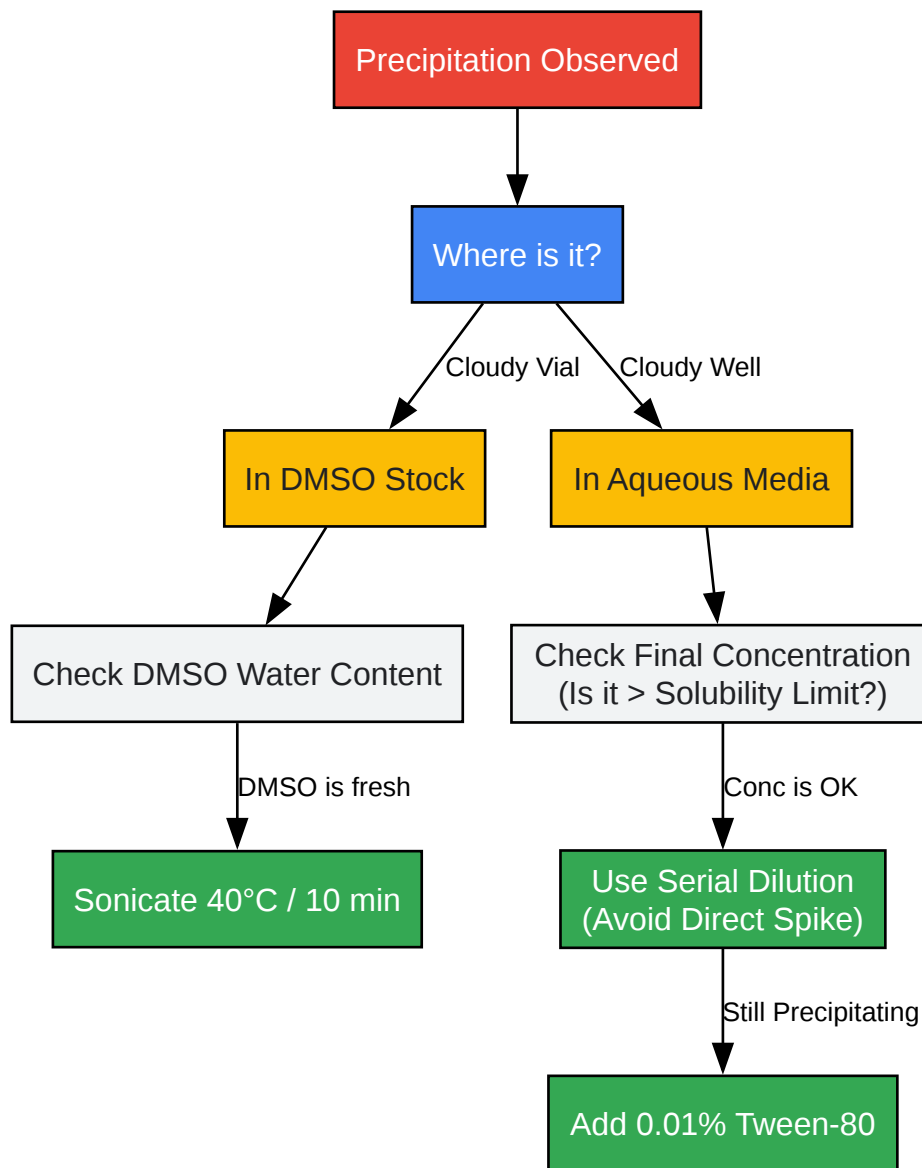 Precipitation Observed
Where is it?
Cloudy Vial
Cloudy Well
In DMSO Stock
In Aqueous Media
Check DMSO Water Content
Check Final Concentration
(Is it > Solubility Limit?)
DMSO is fresh
Conc is OK
Sonicate 40°C / 10 min
Use Serial Dilution
(Avoid Direct Spike)
Still Precipitating
Add 0.01% Tween-80